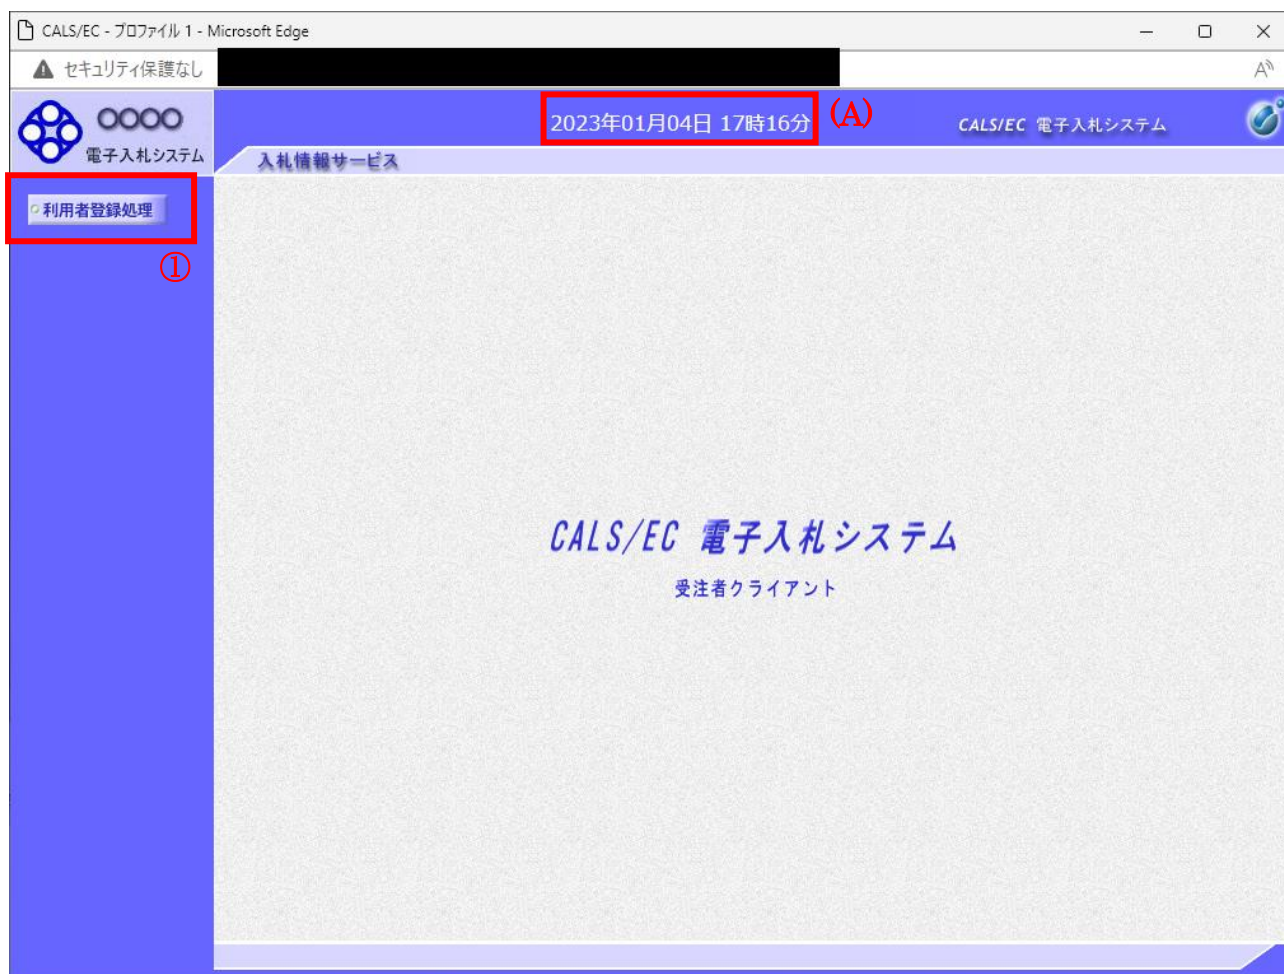 CALS/EC - プロファイル 1 - Microsoft Edge
セキュリティ保護なし
〇〇〇〇
電子入札システム
2023年01月04日 17時16分
(A)
CALS/EC 電子入札システム
入札情報サービス
利用者登録処理
①
CALS/EC 電子入札システム
受注者クライアント